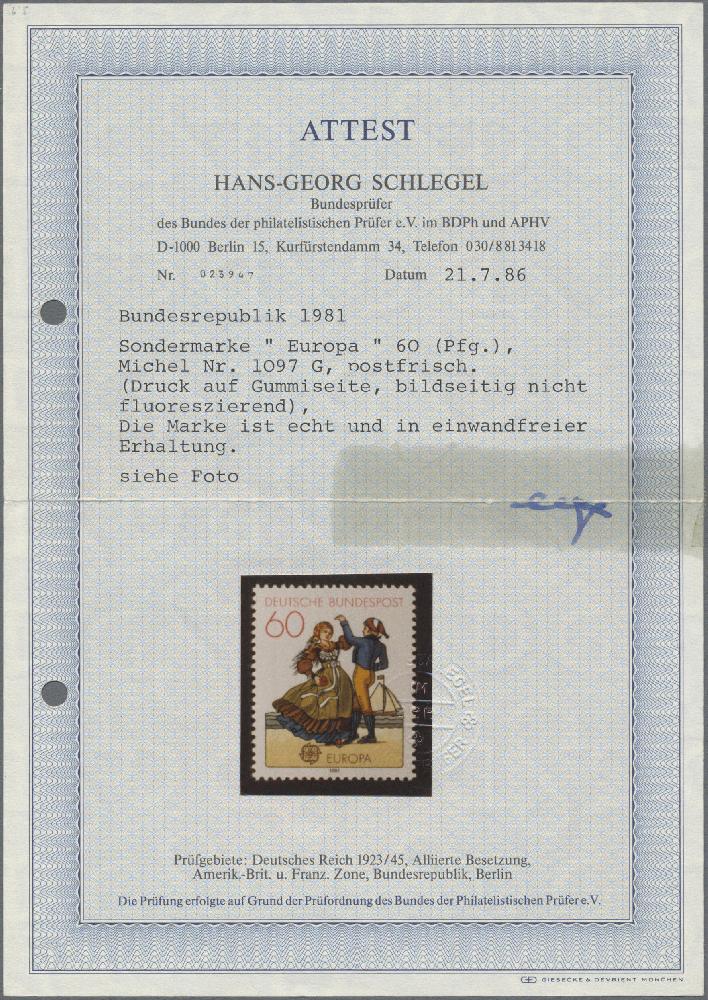 ATTEST
HANS-GEORG SCHLEGEL
Bundesprüfer
des Bundes der philatelistischen Prüfer e.V. im BDPh und APHV
D-1000 Berlin 15, Kurfürstendamm 34, Telefon 030/8813418
Nr. 023947 Datum 21.7.86
Bundesrepublik 1981
Sondermarke " Europa " 60 (Pfg.),
Michel Nr. 1097 G, postfrisch.
(Druck auf Gummiseite, bildseitig nicht
fluoreszierend),
Die Marke ist echt und in einwandfreier
Erhaltung.
siehe Foto
DEUTSCHE BUNDESPOST
60
EUROPA
1981
Prüfgebiete: Deutsches Reich 1923/45, Alliierte Besetzung,
Amerik.-Brit. u. Franz. Zone, Bundesrepublik, Berlin
Die Prüfung erfolgte auf Grund der Prüfordnung des Bundes der Philatelistischen Prüfer e.V.
GIESECKE & DEVRIENT MÜNCHEN